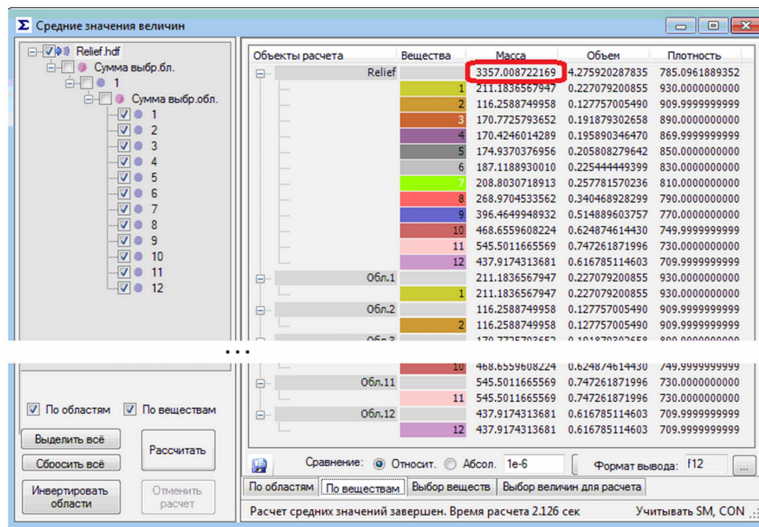 Средние значения величин
Relief.hdf
Сумма выбр.бл.
1
Сумма выбр.обл.
1
2
3
4
5
6
7
8
9
10
11
12
Объекты расчета Вещества Масса Объем Плотность
Relief 3357.008722169 4.275920287835 785.0961889352
1 211.1836567947 0.227079200855 930.0000000000
2 116.2588749958 0.127757005490 909.9999999999
3 170.7725793652 0.191879302658 890.0000000000
4 170.4246014289 0.195890346470 869.9999999999
5 174.9370376956 0.205808279642 850.0000000000
6 187.1188930010 0.225444449399 830.0000000000
7 208.8030718913 0.257781570236 810.0000000000
8 268.9704533562 0.340468928299 790.0000000000
9 396.4649948932 0.514889603757 770.0000000000
10 468.6559608224 0.624874614430 749.9999999999
11 545.5011665569 0.747261871996 730.0000000000
12 437.9174313681 0.616785114603 709.9999999999
Обл.1 211.1836567947 0.227079200855 930.0000000000
1 211.1836567947 0.227079200855 930.0000000000
Обл.2 116.2588749958 0.127757005490 909.9999999999
2 116.2588749958 0.127757005490 909.9999999999
...
10 468.6559608224 0.624874614430 749.9999999999
Обл.11 545.5011665569 0.747261871996 730.0000000000
11 545.5011665569 0.747261871996 730.0000000000
Обл.12 437.9174313681 0.616785114603 709.9999999999
12 437.9174313681 0.616785114603 709.9999999999
По областям По веществам
Выделить всё
Сбросить всё
Рассчитать
Инвертировать области
Отменить расчет
Сравнение: Относит. Абсол. 1e-6 Формат вывода: f12 ...
По областям По веществам Выбор веществ Выбор величин для расчета
Расчет средних значений завершен. Время расчета 2.126 сек Учитывать SM, CON